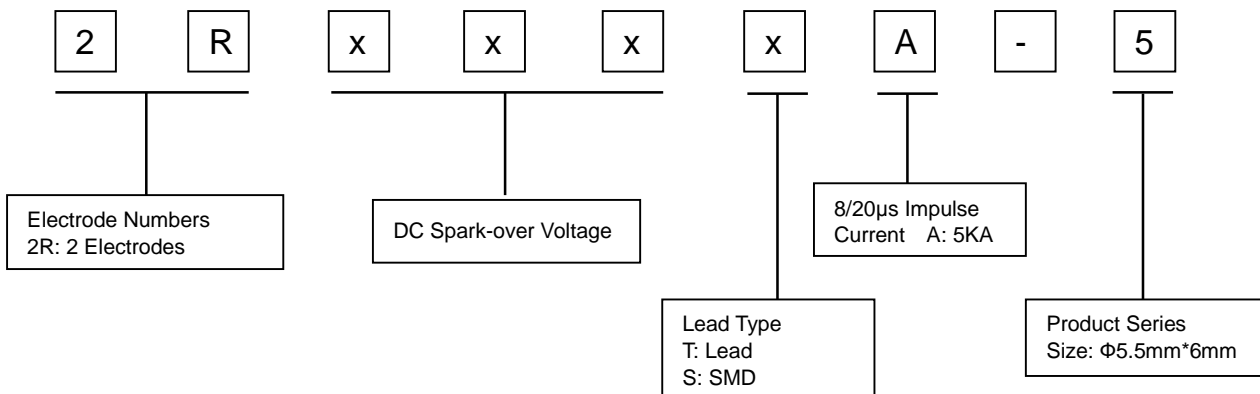 2 R x x x x A - 5
Electrode Numbers
2R: 2 Electrodes
DC Spark-over Voltage
8/20μs Impulse
Current A: 5KA
Lead Type
T: Lead
S: SMD
Product Series
Size: Φ5.5mm*6mm